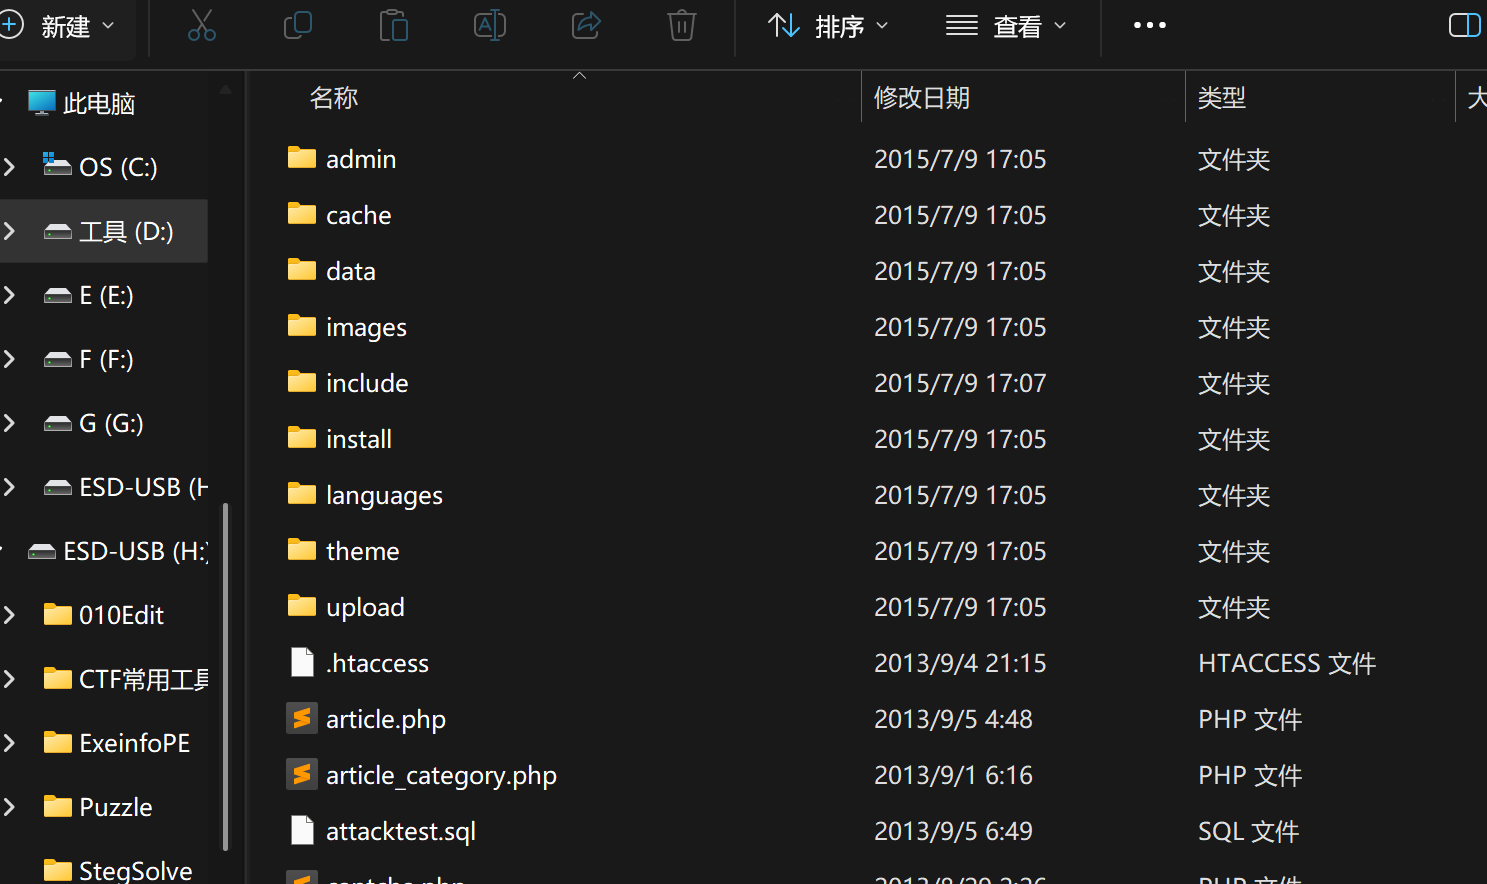 新建 排序 查看
此电脑
OS (C:)
工具 (D:)
E (E:)
F (F:)
G (G:)
ESD-USB (H
ESD-USB (H:)
010Edit
CTF常用工具
ExeinfoPE
Puzzle
StegSolve
名称 修改日期 类型 大
admin 2015/7/9 17:05 文件夹
cache 2015/7/9 17:05 文件夹
data 2015/7/9 17:05 文件夹
images 2015/7/9 17:05 文件夹
include 2015/7/9 17:07 文件夹
install 2015/7/9 17:05 文件夹
languages 2015/7/9 17:05 文件夹
theme 2015/7/9 17:05 文件夹
upload 2015/7/9 17:05 文件夹
.htaccess 2013/9/4 21:15 HTACCESS 文件
article.php 2013/9/5 4:48 PHP 文件
article_category.php 2013/9/1 6:16 PHP 文件
attacktest.sql 2013/9/5 6:49 SQL 文件
captcha.php PHP 文件